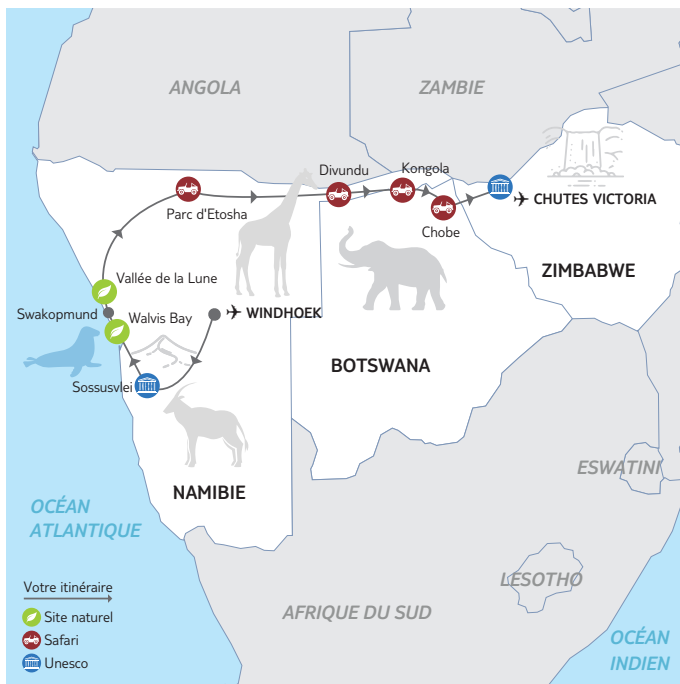 ANGOLA
ZAMBIE
Divundu
Kongola
Parc d'Etosha
CHUTES VICTORIA
Chobe
Vallée de la Lune
ZIMBABWE
Swakopmund
Walvis Bay
WINDHOEK
BOTSWANA
Sossusvlei
ESWATINI
NAMIBIE
OCÉAN
ATLANTIQUE
LESOTHO
Votre itinéraire
AFRIQUE DU SUD
Site naturel
Safari
Unesco
OCÉAN
INDIEN